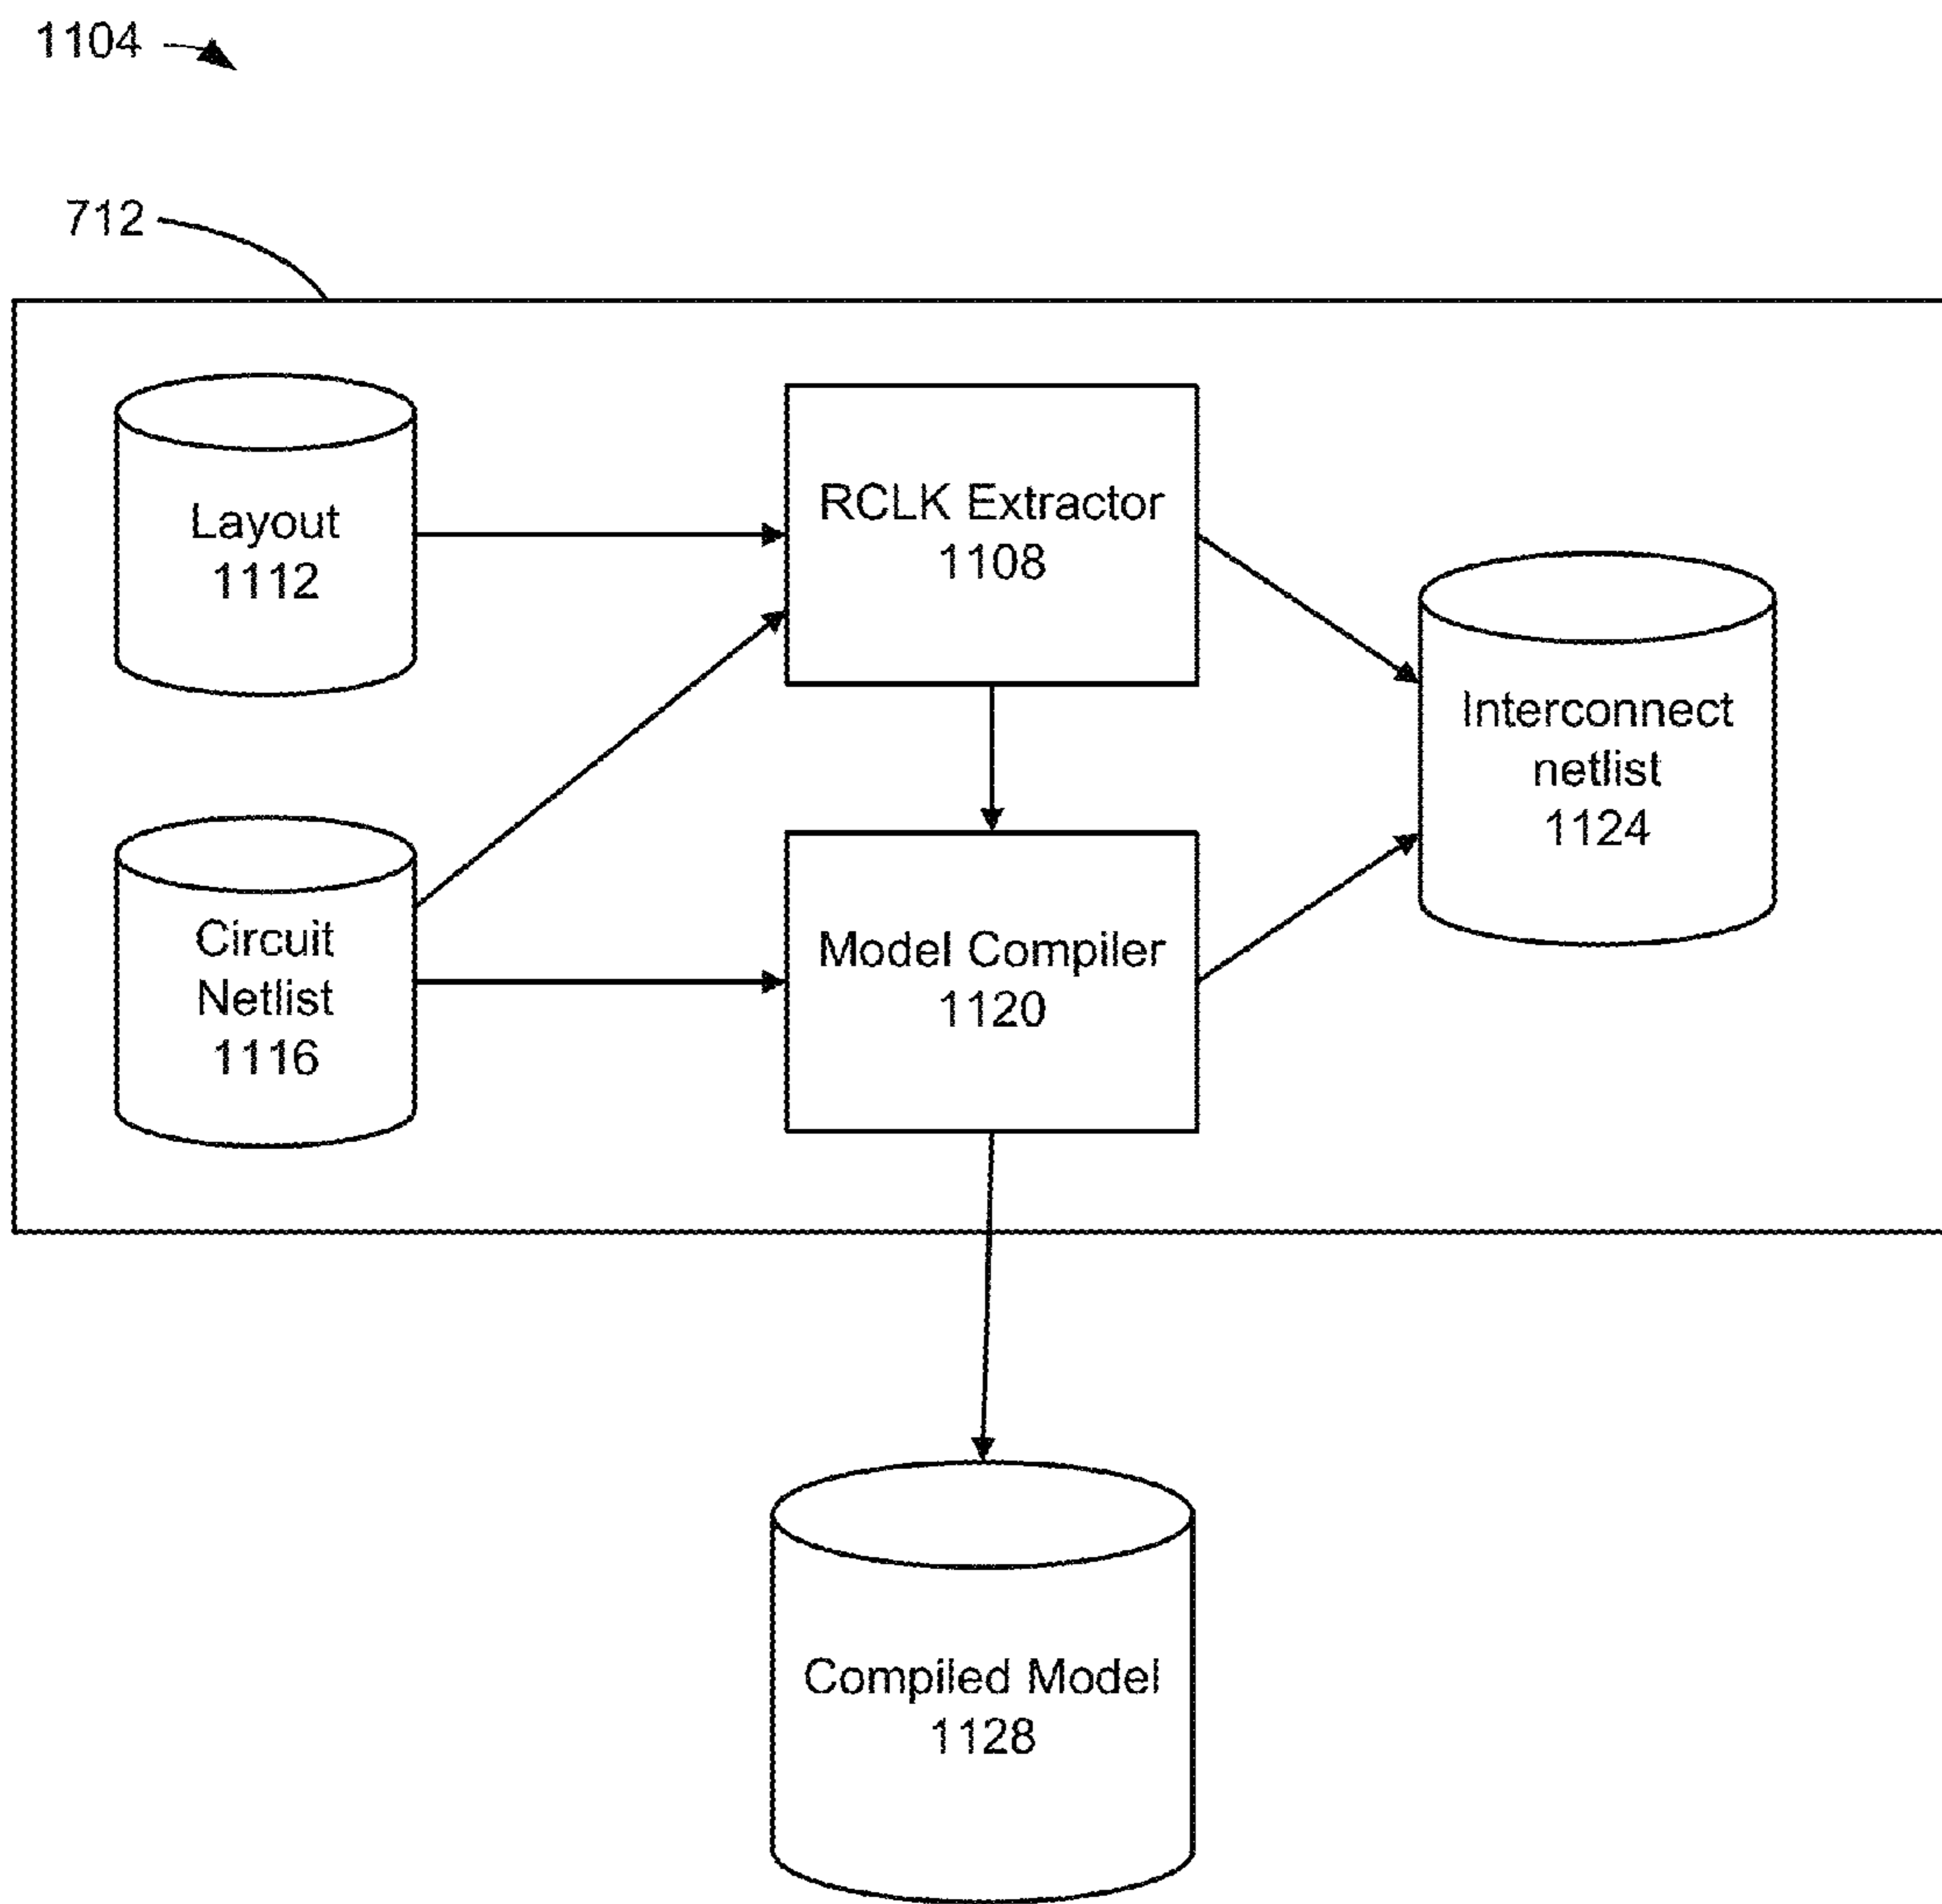 1104
712
Layout
1112
RCLK Extractor
1108
Interconnect
netlist
1124
Circuit
Netlist
1116
Model Compiler
1120
Compiled Model
1128